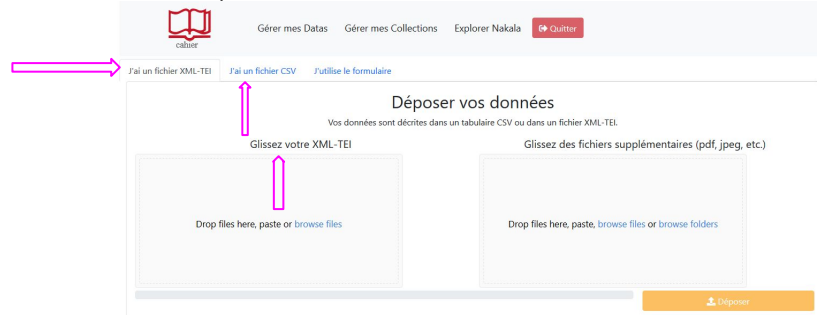 cahier
Gérer mes Datas Gérer mes Collections Explorer Nakala Quitter
J'ai un fichier XML-TEI J'ai un fichier CSV J'utilise le formulaire
Déposer vos données
Vos données sont décrites dans un tabulaire CSV ou dans un fichier XML-TEI.
Glissez votre XML-TEI Glissez des fichiers supplémentaires (pdf, jpeg, etc.)
Drop files here, paste or browse files Drop files here, paste, browse files or browse folders
Déposer